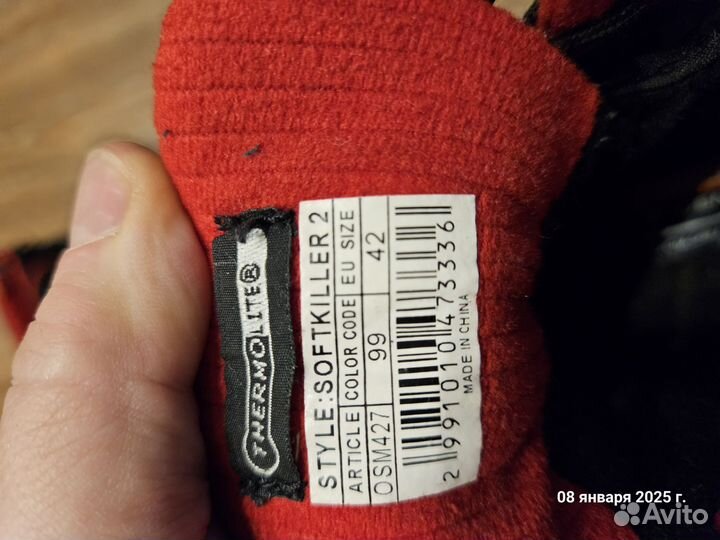 THERMOLITE®
STYLE:SOFTKILLER 2
ARTICLE COLOR CODE EU SIZE
OSM427 99 42
2 991010 473336
MADE IN CHINA
08 января 2025 г.
Avito